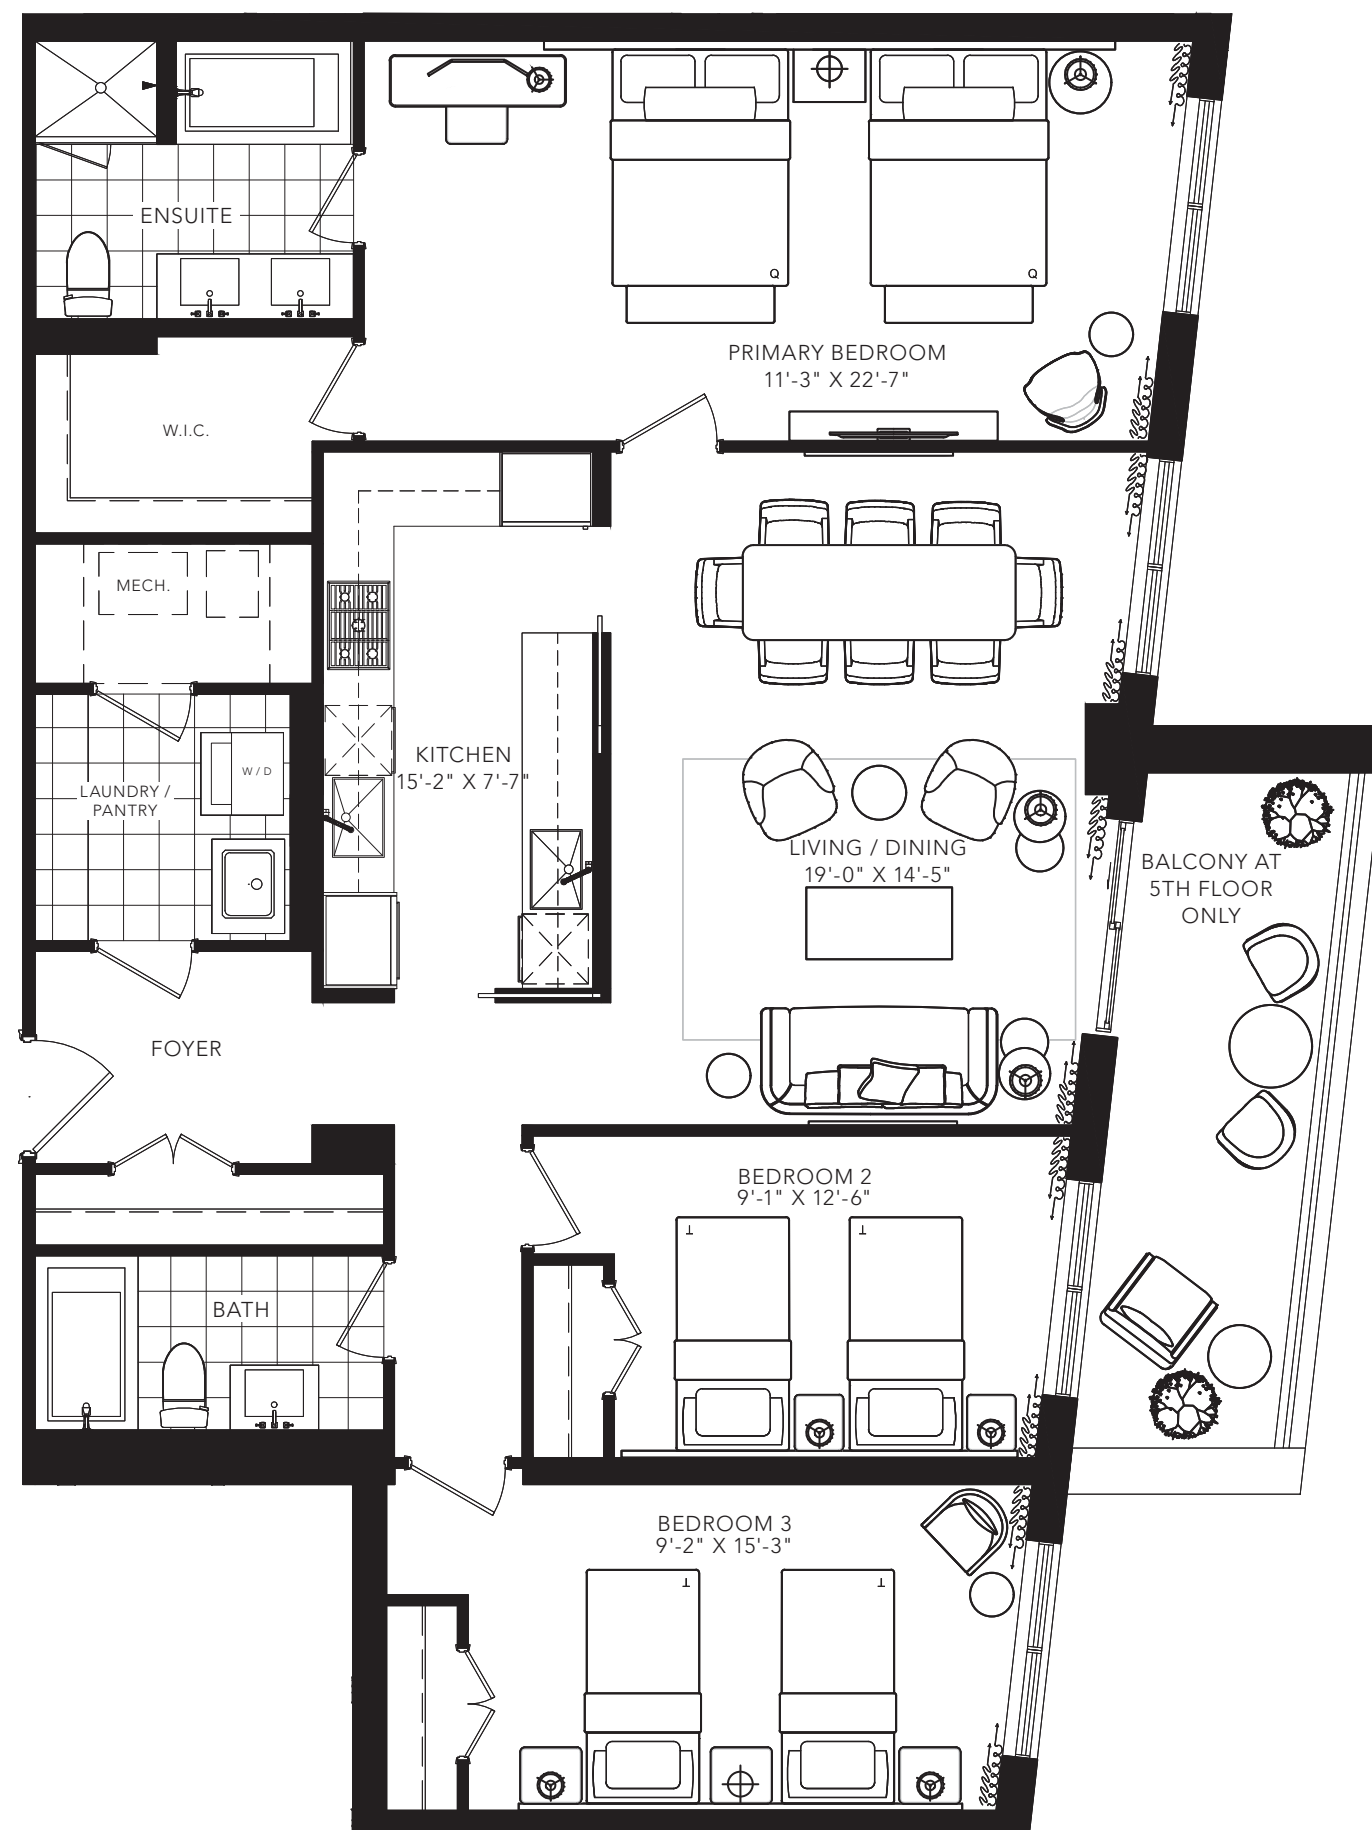 ENSUITE
Q
Q
PRIMARY BEDROOM
11'-3" X 22'-7"
W.I.C.
MECH.
KITCHEN
15'-2" X 7'-7"
W / D
LAUNDRY /
PANTRY
LIVING / DINING
19'-0" X 14'-5"
BALCONY AT
5TH FLOOR
ONLY
FOYER
BEDROOM 2
9'-1" X 12'-6"
T
T
BATH
BEDROOM 3
9'-2" X 15'-3"
T
T